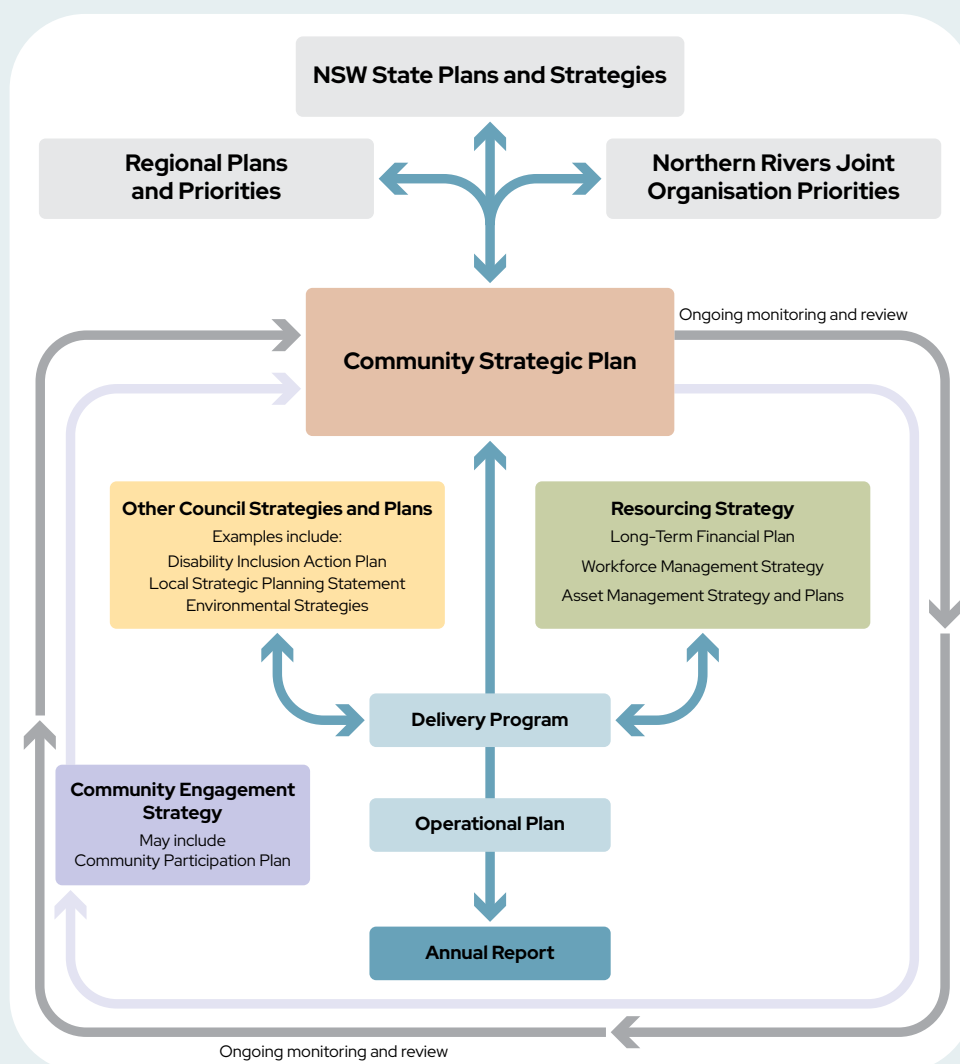 NSW State Plans and Strategies
Regional Plans
and Priorities
Northern Rivers Joint
Organisation Priorities
Ongoing monitoring and review
Community Strategic Plan
Other Council Strategies and Plans
Examples include:
Disability Inclusion Action Plan
Local Strategic Planning Statement
Environmental Strategies
Resourcing Strategy
Long-Term Financial Plan
Workforce Management Strategy
Asset Management Strategy and Plans
Delivery Program
Community Engagement
Strategy
May include
Community Participation Plan
Operational Plan
Annual Report
Ongoing monitoring and review